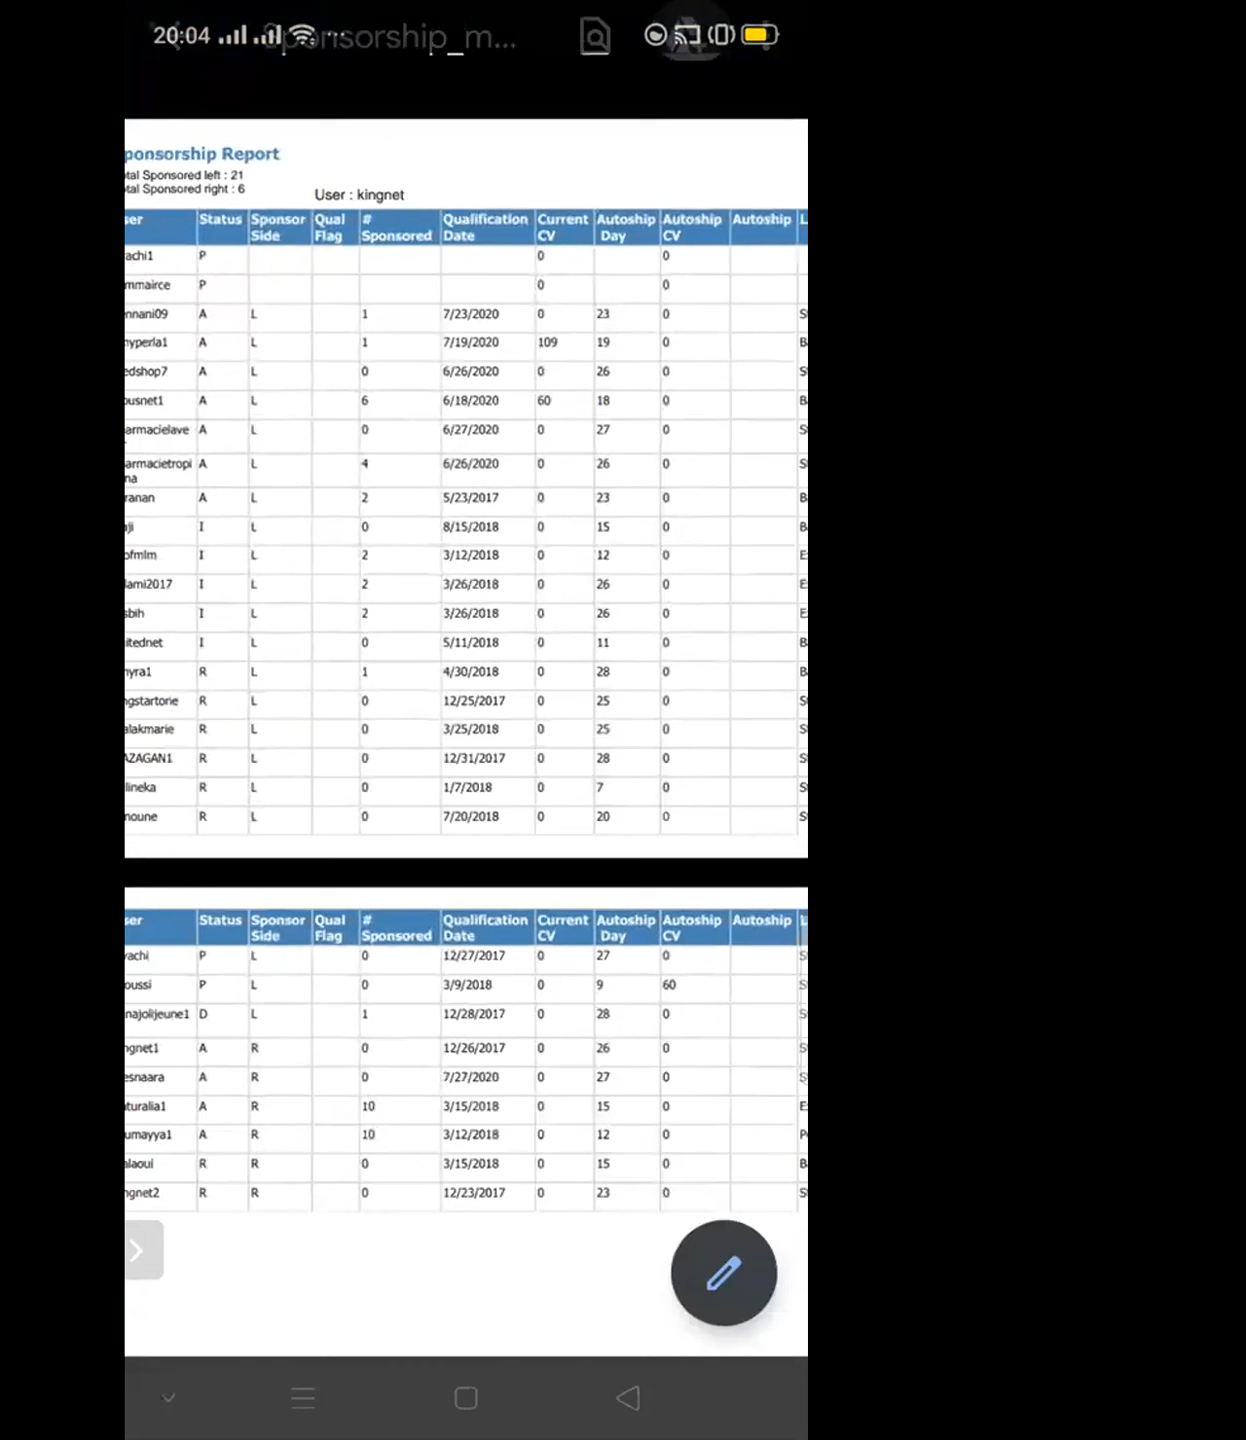 20:04 ponsorship_m...
ponsorship Report
tal Sponsored left : 21
tal Sponsored right : 6
User : kingnet
ser Status Sponsor Side Qual Flag # Sponsored Qualification Date Current CV Autoship Day Autoship CV Autoship L
achi1 P 0 0
mmairce P 0 0
nnani09 A L 1 7/23/2020 0 23 0 S
yperla1 A L 1 7/19/2020 109 19 0 B
edshop7 A L 0 6/26/2020 0 26 0 S
ousnet1 A L 6 6/18/2020 60 18 0 B
armacielave A L 0 6/27/2020 0 27 0 S
armacietropi A L 4 6/26/2020 0 26 0 S
na
ranan A L 2 5/23/2017 0 23 0 B
ji I L 0 8/15/2018 0 15 0 B
ofmlm I L 2 3/12/2018 0 12 0 E
lami2017 I L 2 3/26/2018 0 26 0 E
sbih I L 2 3/26/2018 0 26 0 E
itednet I L 0 5/11/2018 0 11 0 B
yra1 R L 1 4/30/2018 0 28 0 B
gstartone R L 0 12/25/2017 0 25 0 S
alakmarie R L 0 3/25/2018 0 25 0 S
AZAGAN1 R L 0 12/31/2017 0 28 0 S
lineka R L 0 1/7/2018 0 7 0 S
noune R L 0 7/20/2018 0 20 0 S
ser Status Sponsor Side Qual Flag # Sponsored Qualification Date Current CV Autoship Day Autoship CV Autoship L
achi P L 0 12/27/2017 0 27 0 S
oussi P L 0 3/9/2018 0 9 60 S
najolijeune1 D L 1 12/28/2017 0 28 0 S
ngnet1 A R 0 12/26/2017 0 26 0 S
esnaara A R 0 7/27/2020 0 27 0 S
turalia1 A R 10 3/15/2018 0 15 0 E
umayya1 A R 10 3/12/2018 0 12 0 P
alaoui R R 0 3/15/2018 0 15 0 B
ngnet2 R R 0 12/23/2017 0 23 0 S